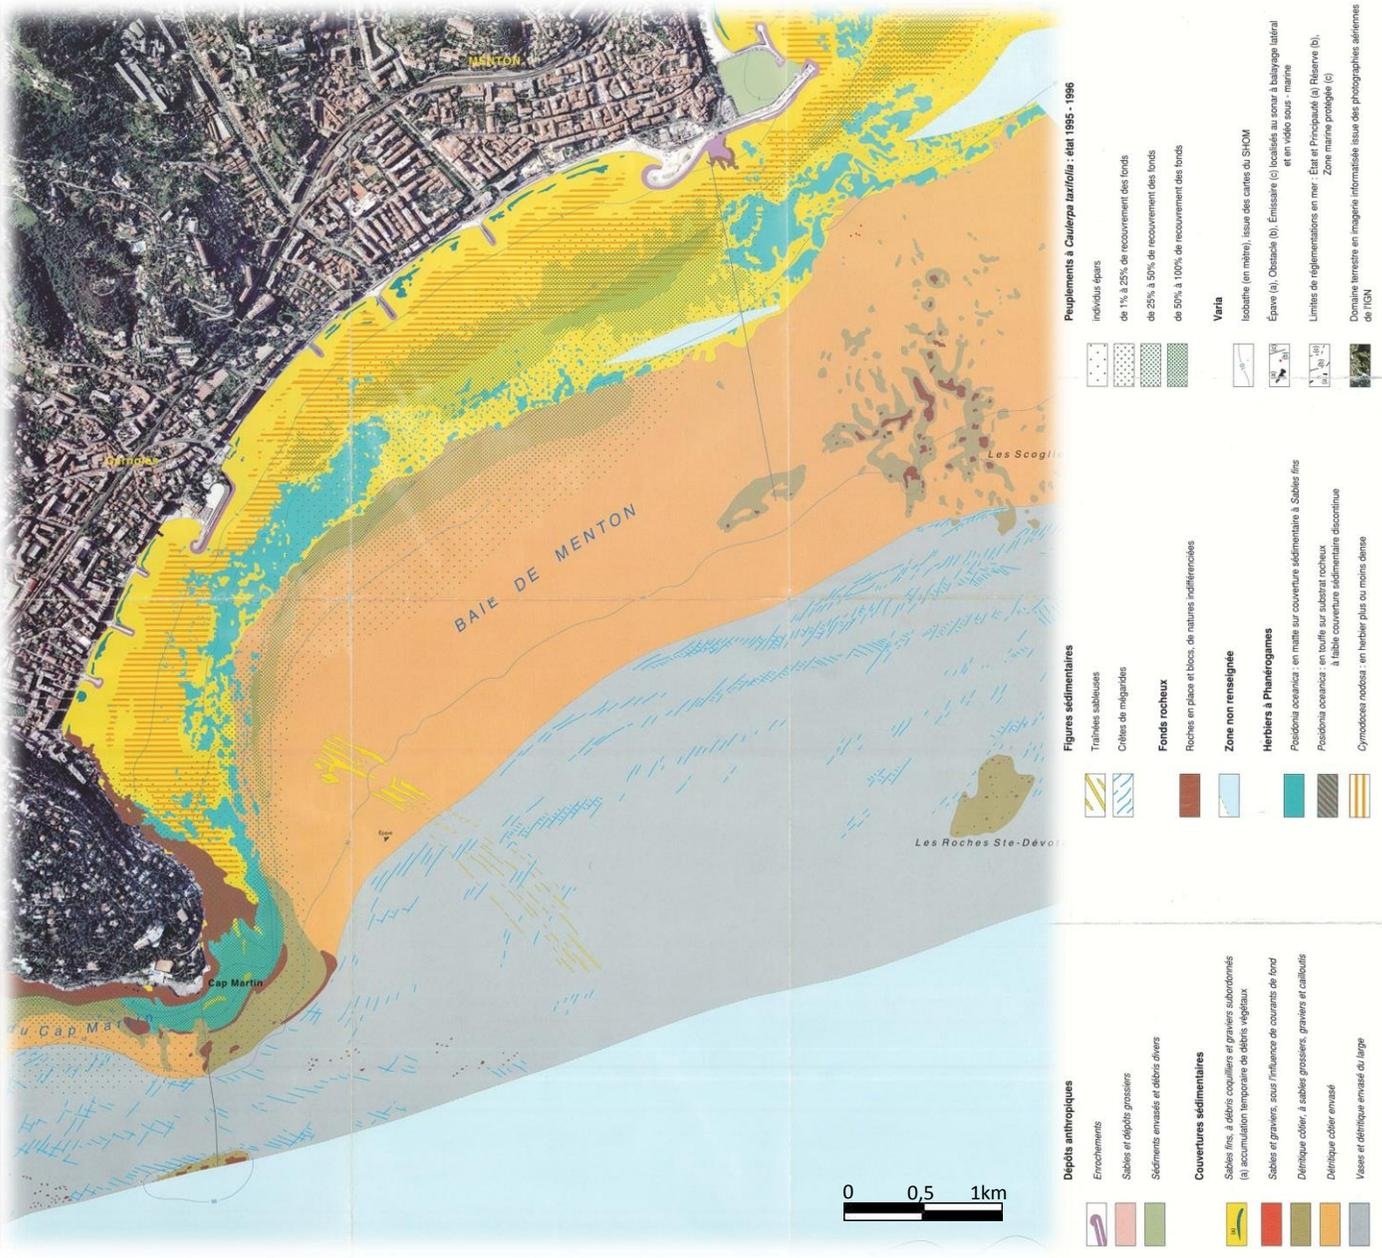 MENTON
Carnolès
BAIE DE MENTON
Les Scogli
Epave
Les Roches Ste-Dévot
Cap Martin
du Cap Martin
0 0,5 1km
Peuplements à Caulerpa taxifolia : état 1995 - 1996
individus épars
de 1% à 25% de recouvrement des fonds
de 25% à 50% de recouvrement des fonds
de 50% à 100% de recouvrement des fonds
Varia
Isobathe (en mètre), issue des cartes du SHOM
Épave (a), Obstacle (b), Émissaire (c) localisés au sonar à balayage latéral
et en vidéo sous - marine
Limites de réglementations en mer : État et Principauté (a) Réserve (b),
Zone marine protégée (c)
Domaine terrestre en imagerie informatisée issue des photographies aériennes
de l'IGN
Figures sédimentaires
Traînées sableuses
Crêtes de mégarides
Fonds rocheux
Roches en place et blocs, de natures indifférenciées
Zone non renseignée
Herbiers à Phanérogames
Posidonia oceanica : en matte sur couverture sédimentaire à Sables fins
Posidonia oceanica : en touffe sur substrat rocheux
à faible couverture sédimentaire discontinue
Cymodocea nodosa : en herbier plus ou moins dense
Dépôts anthropiques
Enrochements
Sables et dépôts grossiers
Sédiments envasés et débris divers
Couvertures sédimentaires
Sables fins, à débris coquilliers et graviers subordonnés
(a) accumulation temporaire de débris végétaux
Sables et graviers, sous l'influence de courants de fond
Détritique côtier, à sables grossiers, graviers et cailloutis
Détritique côtier envasé
Vases et détritique envasé du large